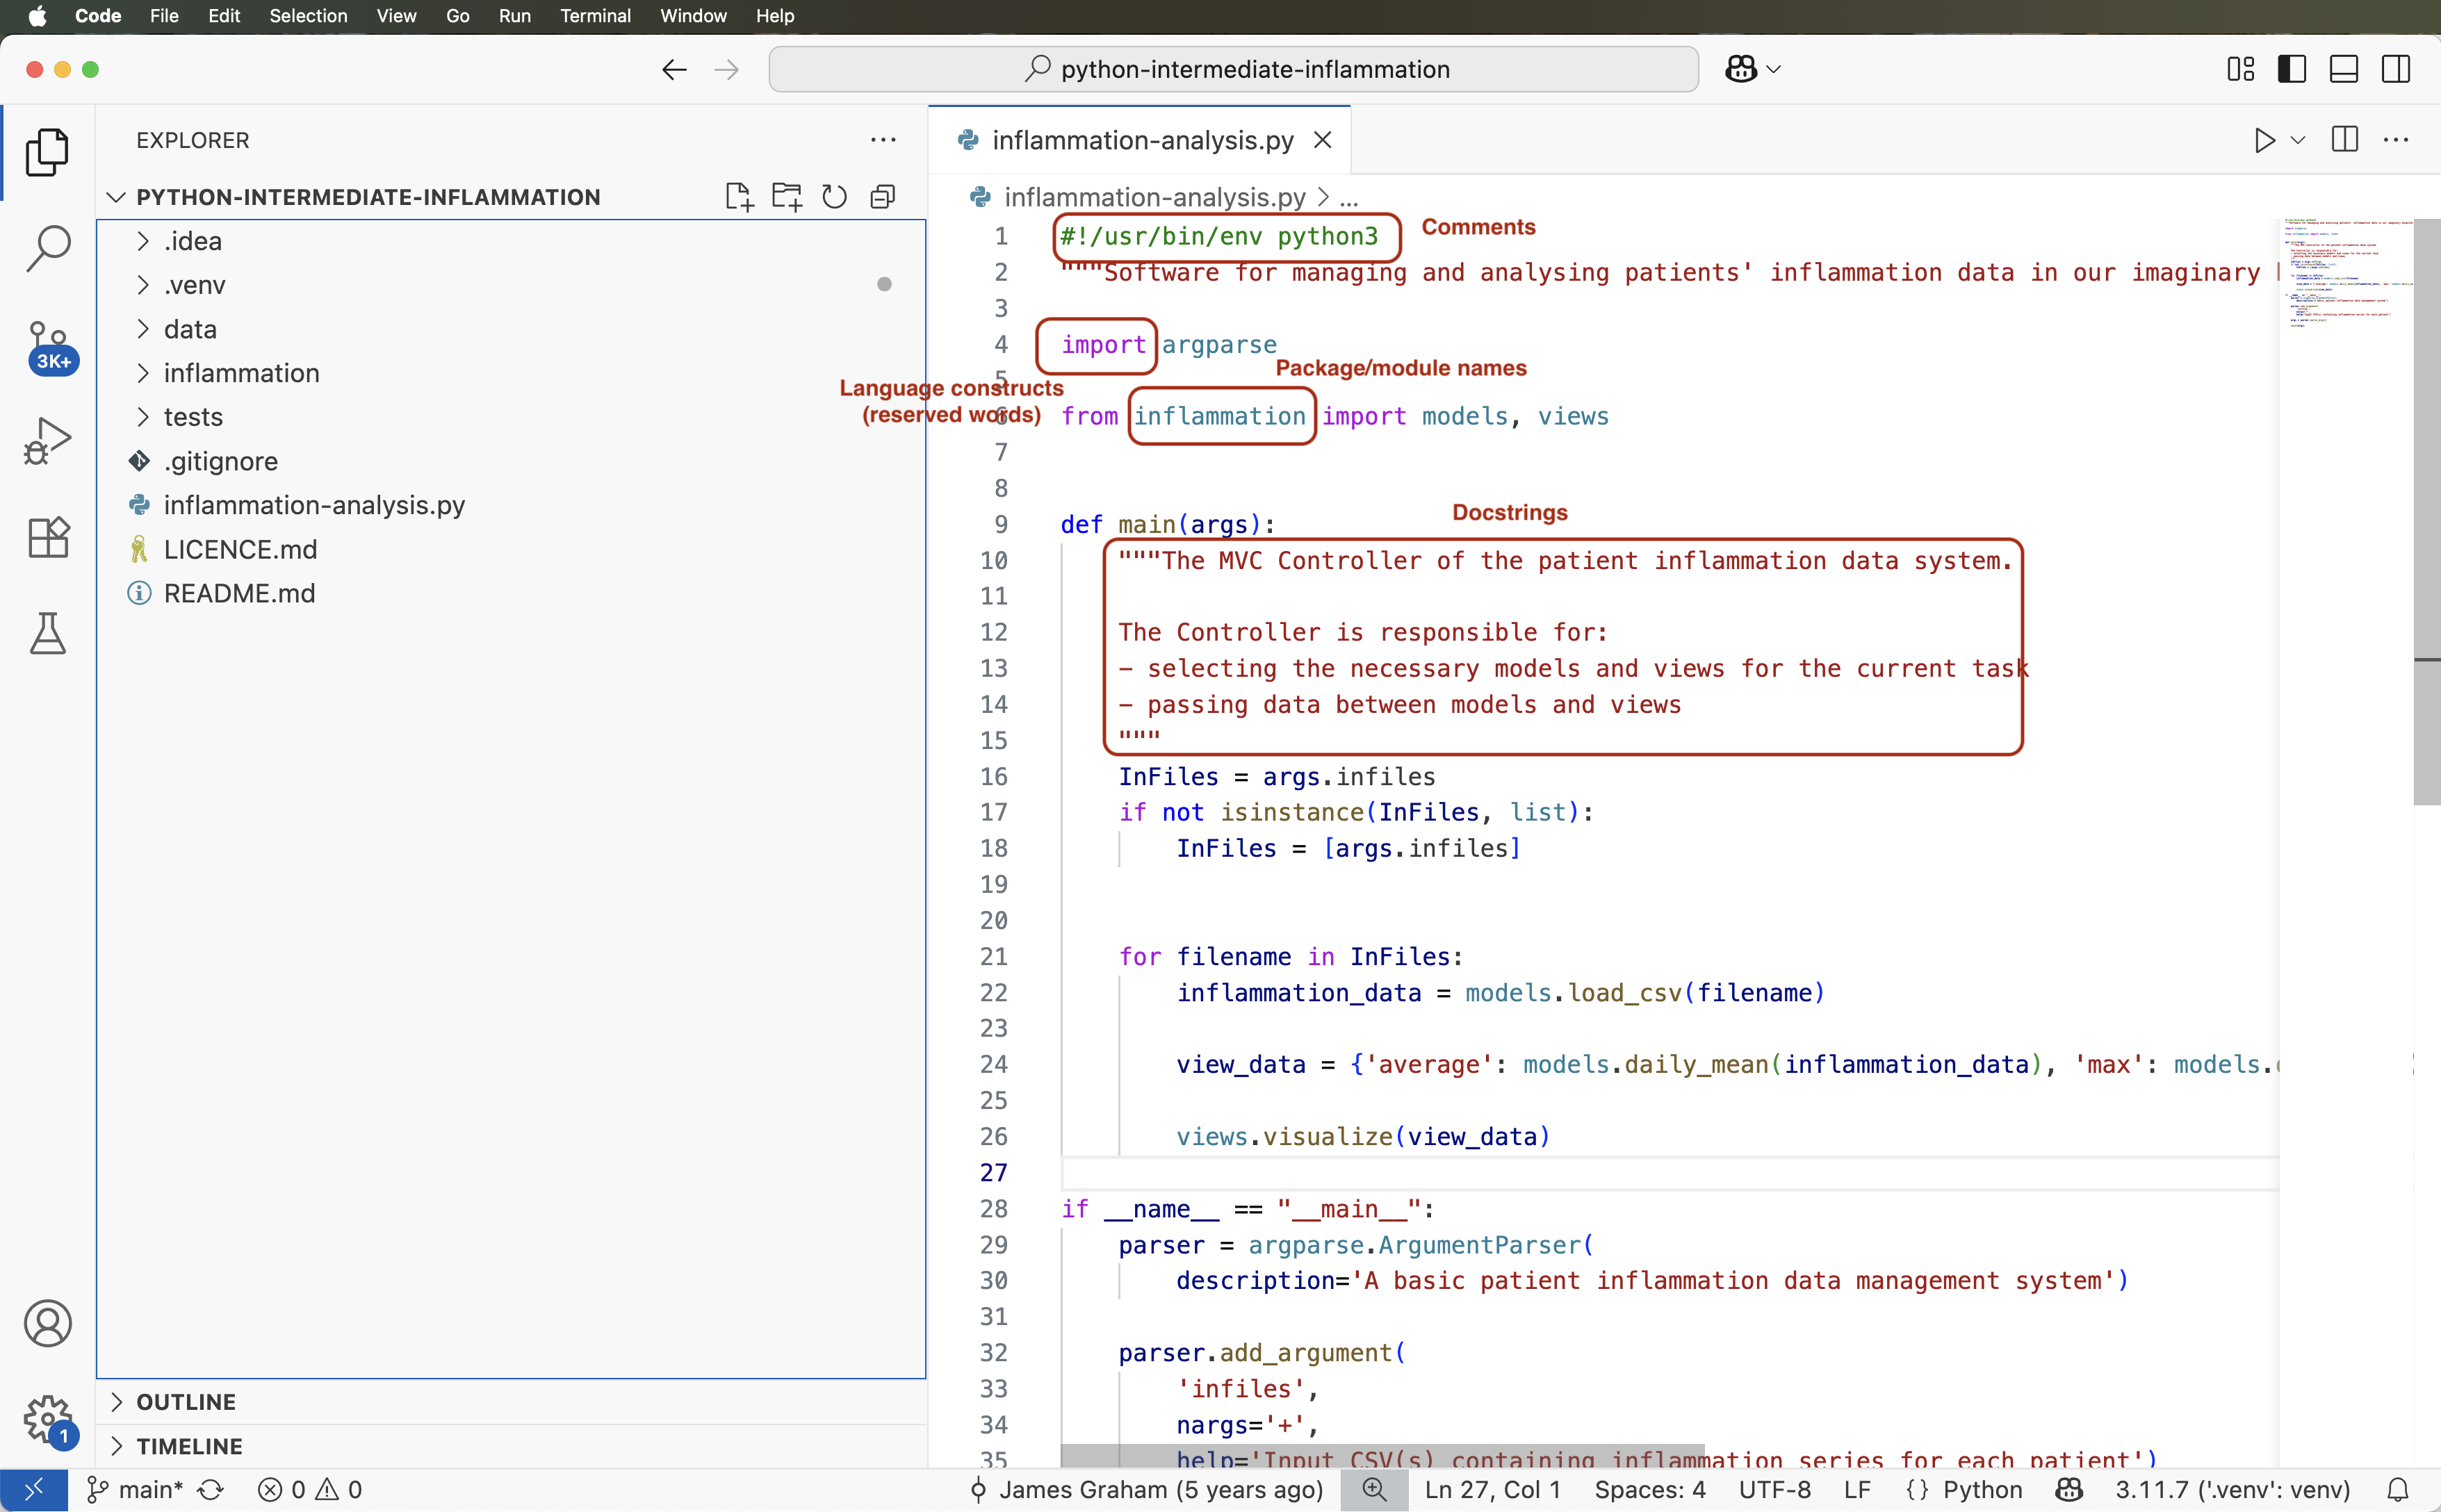 Code File Edit Selection View Go Run Terminal Window Help
python-intermediate-inflammation
EXPLORER
PYTHON-INTERMEDIATE-INFLAMMATION
.idea
.venv
data
inflammation
tests
.gitignore
inflammation-analysis.py
LICENCE.md
README.md
OUTLINE
TIMELINE
3K+
1
inflammation-analysis.py
inflammation-analysis.py > ...
Comments
Language constructs
(reserved words)
Package/module names
Docstrings
1 #!/usr/bin/env python3
2 """Software for managing and analysing patients' inflammation data in our imaginary
3
4 import argparse
5
6 from inflammation import models, views
7
8
9 def main(args):
10 """The MVC Controller of the patient inflammation data system.
11
12 The Controller is responsible for:
13 - selecting the necessary models and views for the current task
14 - passing data between models and views
15 """
16 InFiles = args.infiles
17 if not isinstance(InFiles, list):
18 InFiles = [args.infiles]
19
20
21 for filename in InFiles:
22 inflammation_data = models.load_csv(filename)
23
24 view_data = {'average': models.daily_mean(inflammation_data), 'max': models.
25
26 views.visualize(view_data)
27
28 if __name__ == "__main__":
29 parser = argparse.ArgumentParser(
30 description='A basic patient inflammation data management system')
31
32 parser.add_argument(
33 'infiles',
34 nargs='+',
35 help='Input CSV(s) containing inflammation series for each patient')
main* 0 0 James Graham (5 years ago) Ln 27, Col 1 Spaces: 4 UTF-8 LF {} Python 3.11.7 ('.venv': venv)